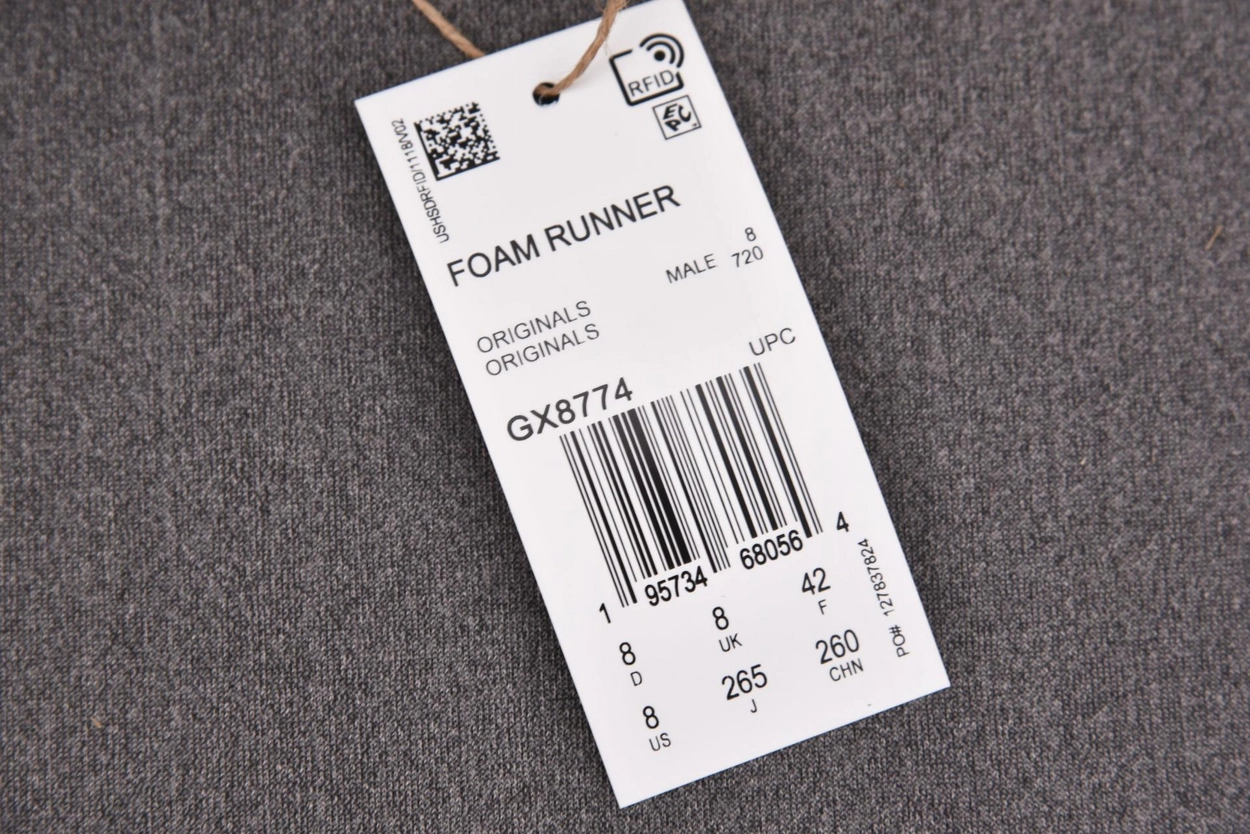 RFID
EPC
USHSDRFID/1118/V02
FOAM RUNNER
8
MALE 720
ORIGINALS
ORIGINALS
UPC
GX8774
1 95734 68056 4
8 8 42
D UK F
8 265 260
US J CHN
PO#: 127837824